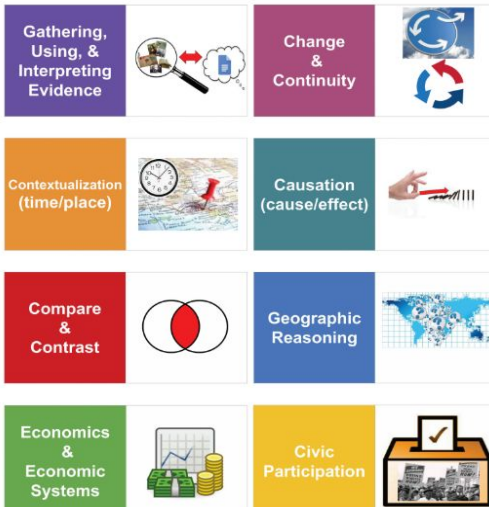 Gathering,
Using, &
Interpreting
Evidence
Change
&
Continuity
Contextualization
(time/place)
Causation
(cause/effect)
Compare
&
Contrast
Geographic
Reasoning
Economics
&
Economic
Systems
Civic
Participation